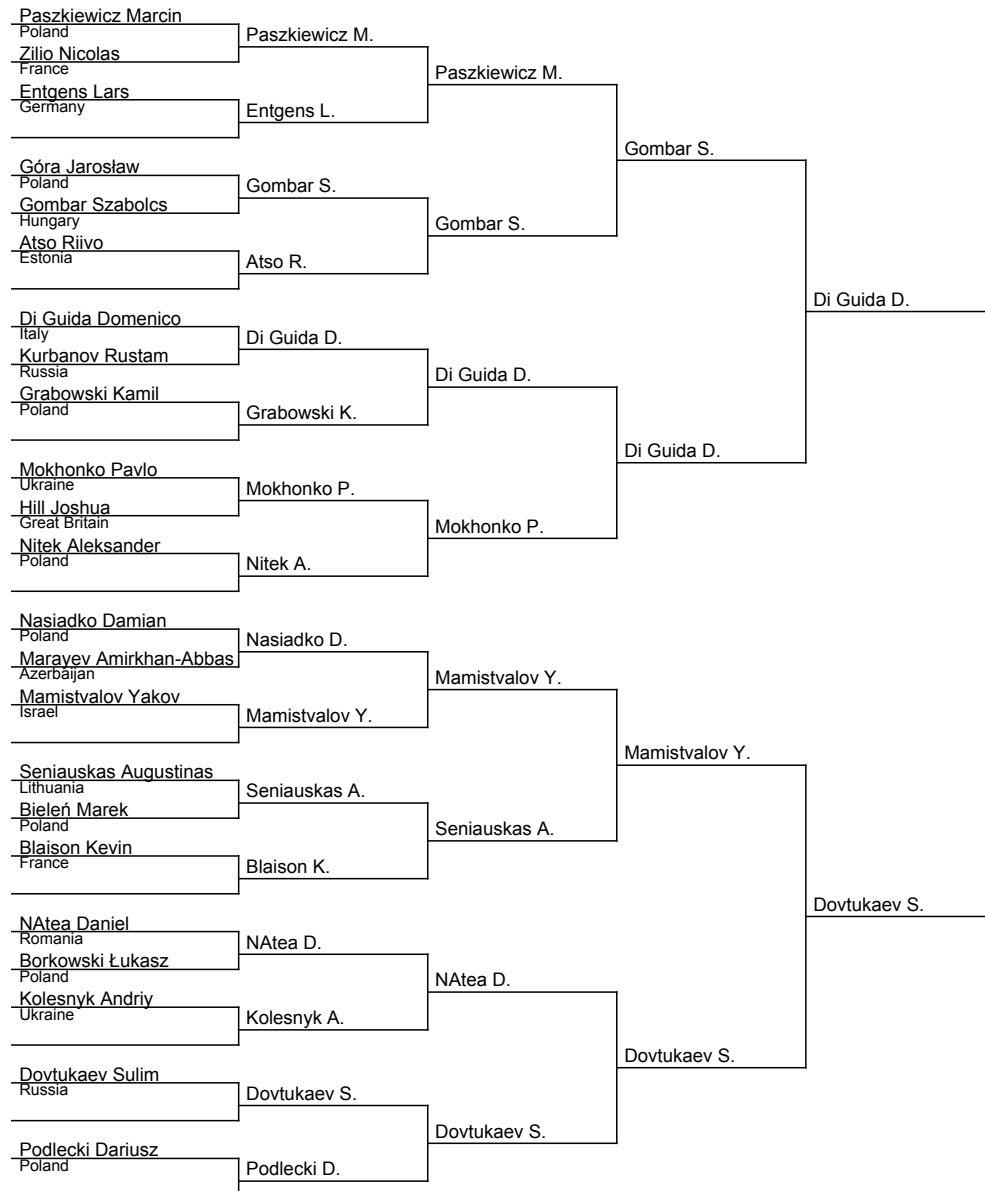 Paszkiewicz Marcin
Poland
Paszkiewicz M.
Zilio Nicolas
France
Paszkiewicz M.
Entgens Lars
Germany
Entgens L.
Gombar S.
Góra Jarosław
Poland
Gombar S.
Gombar Szabolcs
Hungary
Gombar S.
Atso Riivo
Estonia
Atso R.
Di Guida D.
Di Guida Domenico
Italy
Di Guida D.
Kurbanov Rustam
Russia
Di Guida D.
Grabowski Kamil
Poland
Grabowski K.
Di Guida D.
Mokhonko Pavlo
Ukraine
Mokhonko P.
Hill Joshua
Great Britain
Mokhonko P.
Nitek Aleksander
Poland
Nitek A.
Nasiadko Damian
Poland
Nasiadko D.
Marayev Amirkhan-Abbas
Azerbaijan
Mamistvalov Y.
Mamistvalov Yakov
Israel
Mamistvalov Y.
Mamistvalov Y.
Seniauskas Augustinas
Lithuania
Seniauskas A.
Bieleń Marek
Poland
Seniauskas A.
Blaison Kevin
France
Blaison K.
Dovtukaev S.
NAtea Daniel
Romania
NAtea D.
Borkowski Łukasz
Poland
NAtea D.
Kolesnyk Andriy
Ukraine
Kolesnyk A.
Dovtukaev S.
Dovtukaev Sulim
Russia
Dovtukaev S.
Dovtukaev S.
Podlecki Dariusz
Poland
Podlecki D.